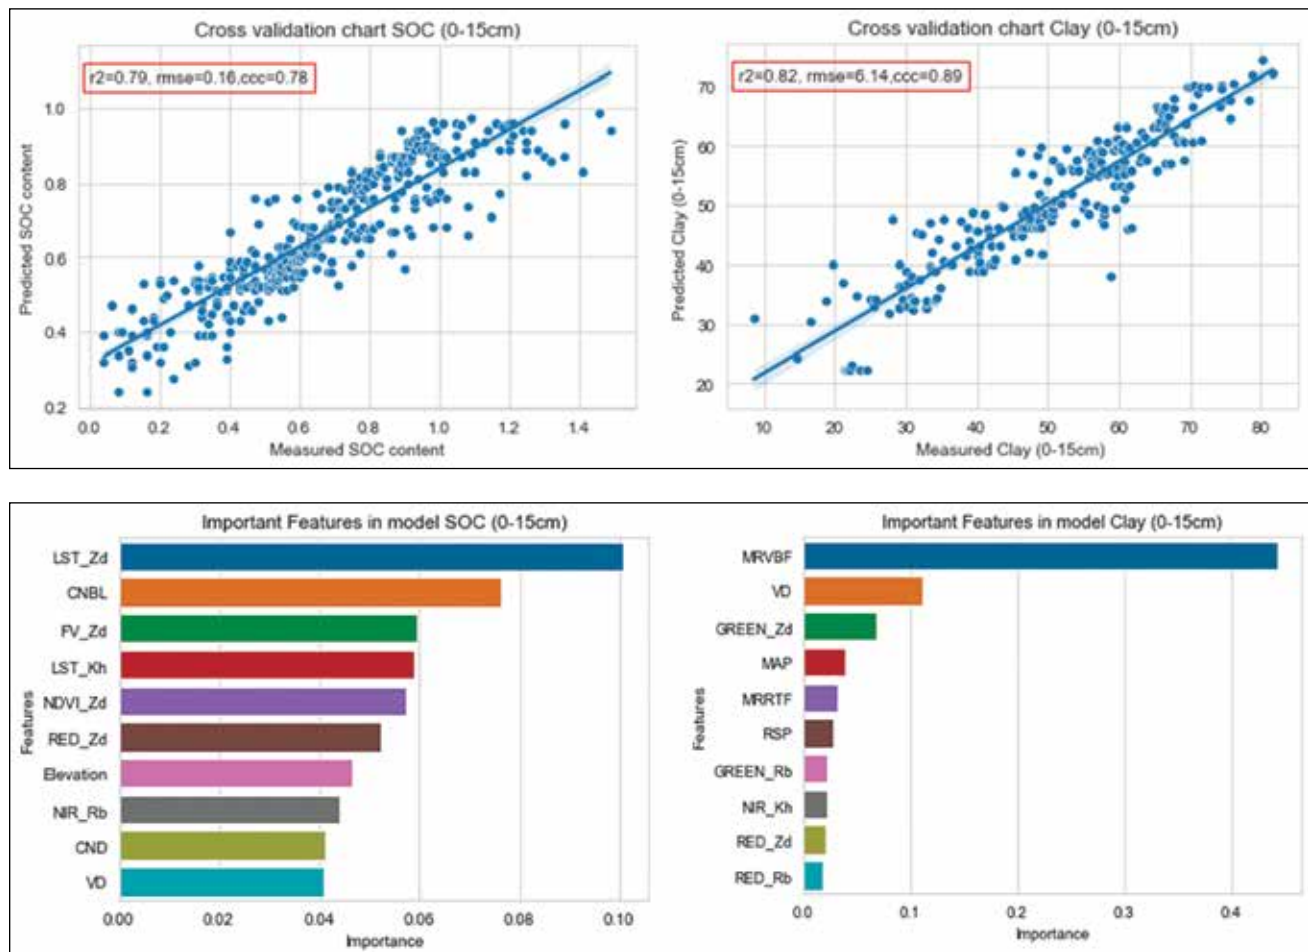 Cross validation chart SOC (0-15cm)
r2=0.79, rmse=0.16,ccc=0.78
Predicted SOC content
1.0
0.8
0.6
0.4
0.2
0.0 0.2 0.4 0.6 0.8 1.0 1.2 1.4
Measured SOC content
Cross validation chart Clay (0-15cm)
r2=0.82, rmse=6.14,ccc=0.89
Predicted Clay (0-15cm)
70
60
50
40
30
20
10 20 30 40 50 60 70 80
Measured Clay (0-15cm)
Important Features in model SOC (0-15cm)
Features
LST_Zd
CNBL
FV_Zd
LST_Kh
NDVI_Zd
RED_Zd
Elevation
NIR_Rb
CND
VD
0.00 0.02 0.04 0.06 0.08 0.10
Importance
Important Features in model Clay (0-15cm)
Features
MRVBF
VD
GREEN_Zd
MAP
MRRTF
RSP
GREEN_Rb
NIR_Kh
RED_Zd
RED_Rb
0.0 0.1 0.2 0.3 0.4
Importance